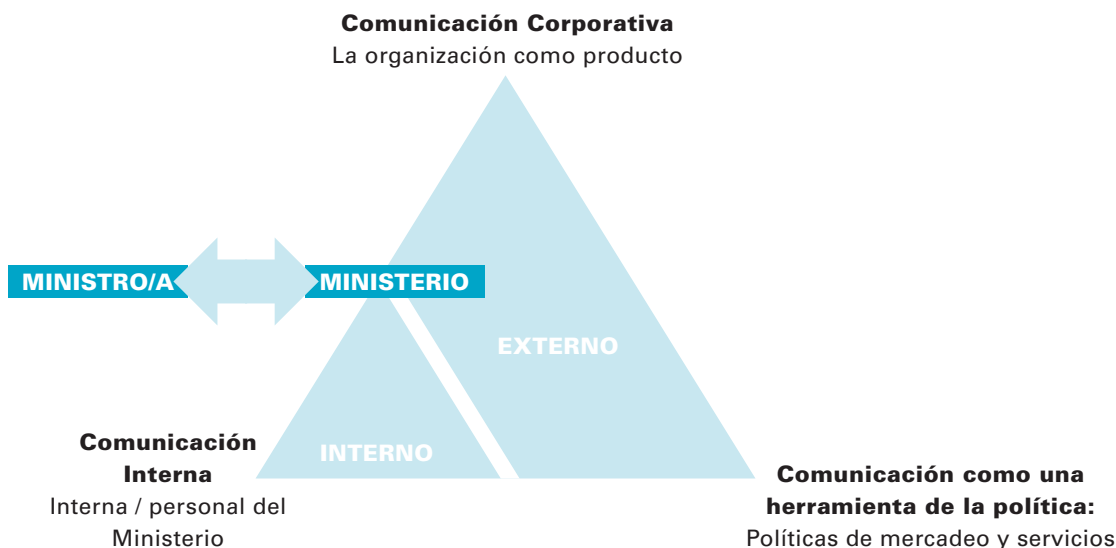 Comunicación Corporativa
La organización como producto
MINISTRO/A
MINISTERIO
EXTERNO
INTERNO
Comunicación
Interna
Interna / personal del
Ministerio
Comunicación como una
herramienta de la política:
Políticas de mercadeo y servicios